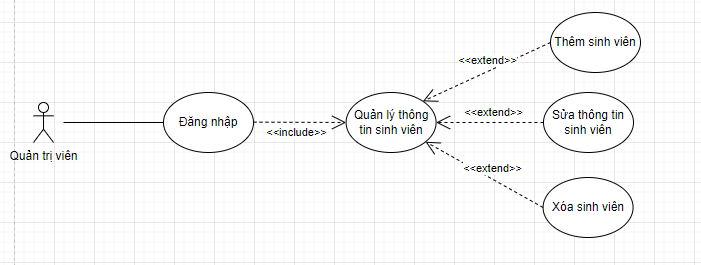 Thêm sinh viên
<<extend>>
Quản trị viên
Đăng nhập
<<include>>
Quản lý thông
tin sinh viên
<<extend>>
Sửa thông tin
sinh viên
<<extend>>
Xóa sinh viên